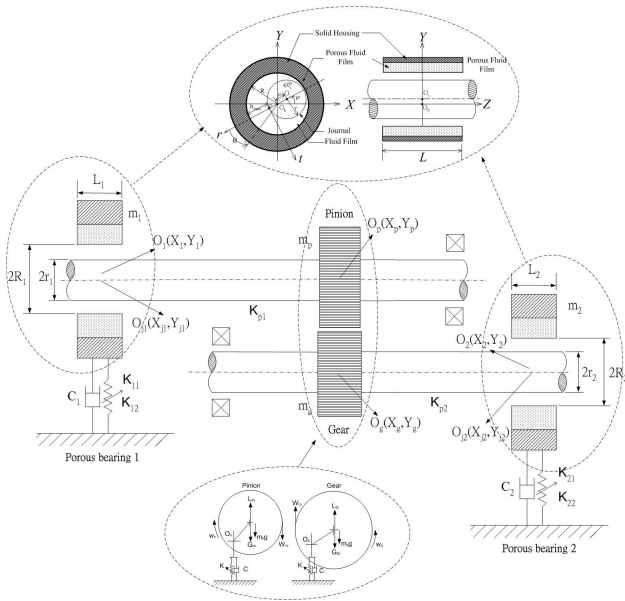 Solid Housing
Porous Fluid
Film
Y
Y
Porous Fluid
Film
R
X
Z
r
θ
t
Journal
Fluid Film
L
L1
m1
Pinion
mp
Op(Xp,Yp)
O1(X1,Y1)
2R1
2r1
L2
m2
Kp1
Oj1(Xj1,Yj1)
O2(X2,Y2)
2r2
2R
K11
C1
K12
Kp2
Gear
Og(Xg,Yg)
Oj2(Xj2,Yj2)
Porous bearing 1
K21
C2
K22
Pinion
Gear
K
C
K
C
Porous bearing 2